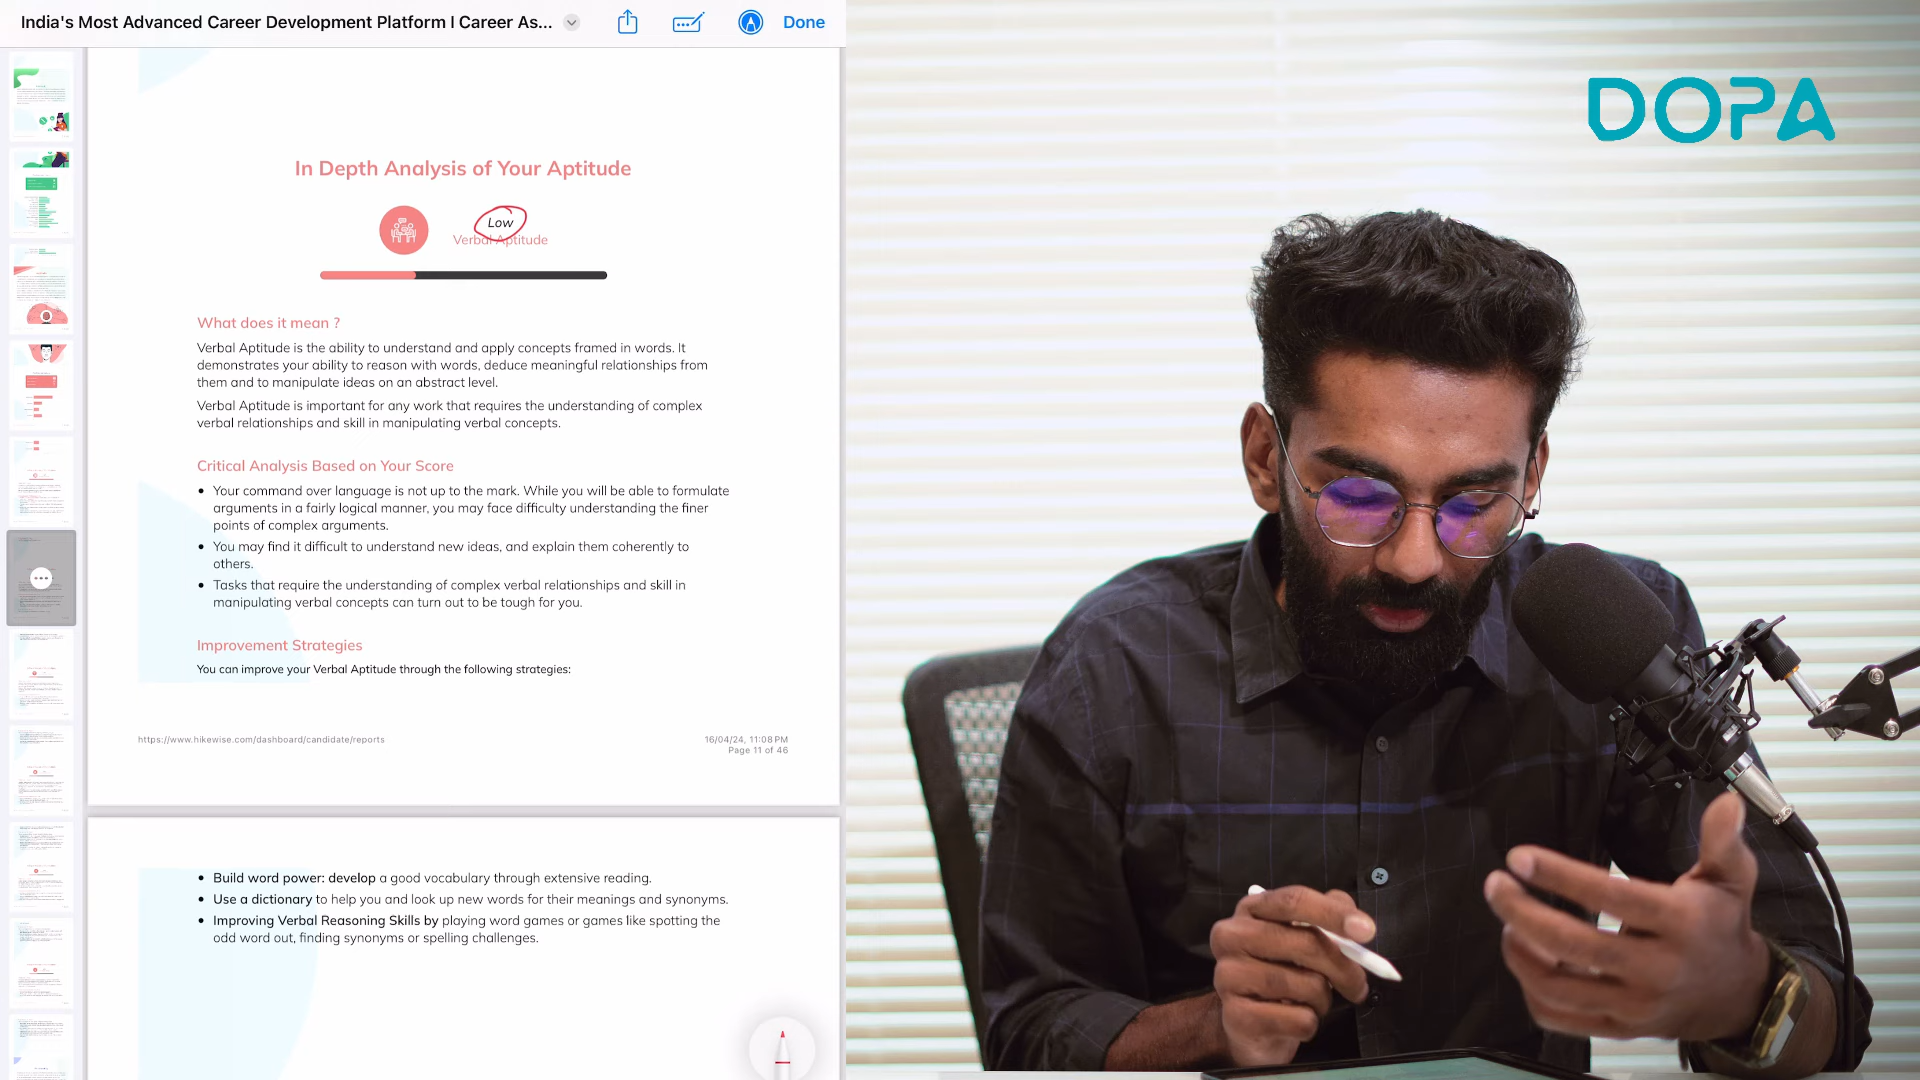 India's Most Advanced Career Development Platform I Career As...
Done
DOPA
In Depth Analysis of Your Aptitude
Low
Verbal Aptitude
What does it mean ?
Verbal Aptitude is the ability to understand and apply concepts framed in words. It
demonstrates your ability to reason with words, deduce meaningful relationships from
them and to manipulate ideas on an abstract level.
Verbal Aptitude is important for any work that requires the understanding of complex
verbal relationships and skill in manipulating verbal concepts.
Critical Analysis Based on Your Score
• Your command over language is not up to the mark. While you will be able to formulate
arguments in a fairly logical manner, you may face difficulty understanding the finer
points of complex arguments.
• You may find it difficult to understand new ideas, and explain them coherently to
others.
• Tasks that require the understanding of complex verbal relationships and skill in
manipulating verbal concepts can turn out to be tough for you.
Improvement Strategies
You can improve your Verbal Aptitude through the following strategies:
https://www.hikewise.com/dashboard/candidate/reports
16/04/24, 11:08 PM
Page 11 of 46
• Build word power: develop a good vocabulary through extensive reading.
• Use a dictionary to help you and look up new words for their meanings and synonyms.
• Improving Verbal Reasoning Skills by playing word games or games like spotting the
odd word out, finding synonyms or spelling challenges.